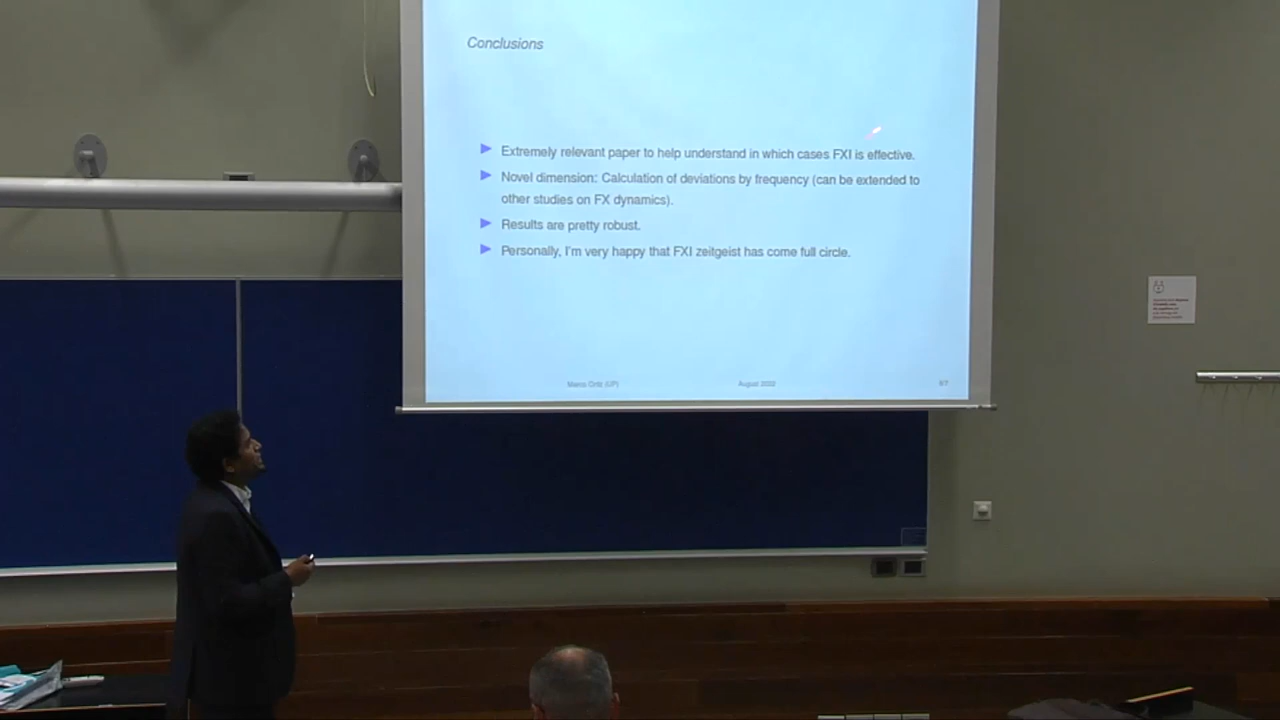 Conclusions
Extremely relevant paper to help understand in which cases FXI is effective.
Novel dimension: Calculation of deviations by frequency (can be extended to
other studies on FX dynamics).
Results are pretty robust.
Personally, I'm very happy that FXI zeitgeist has come full circle.
Marco Ortiz (UP)
August